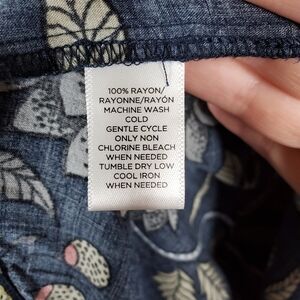 100% RAYON/
RAYONNE/RAYÓN
MACHINE WASH
COLD
GENTLE CYCLE
ONLY NON
CHLORINE BLEACH
WHEN NEEDED
TUMBLE DRY LOW
COOL IRON
WHEN NEEDED